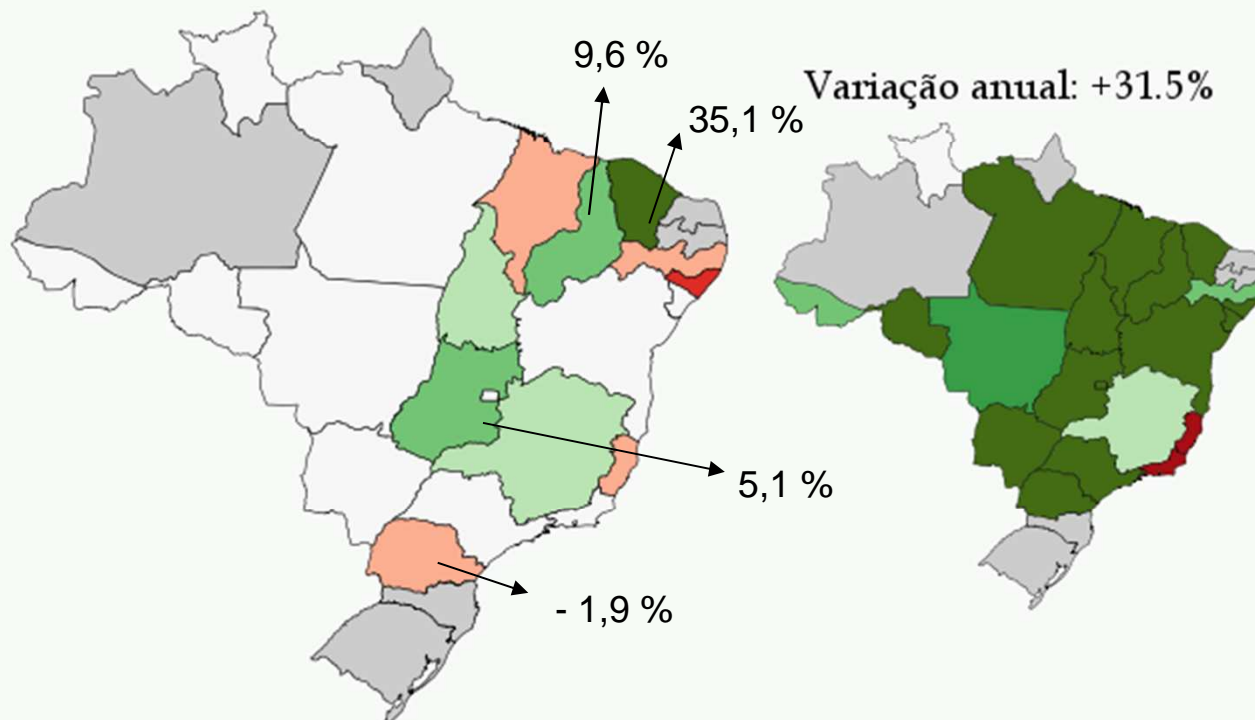 9,6 %
Variação anual: +31.5%
35,1 %
5,1 %
- 1,9 %